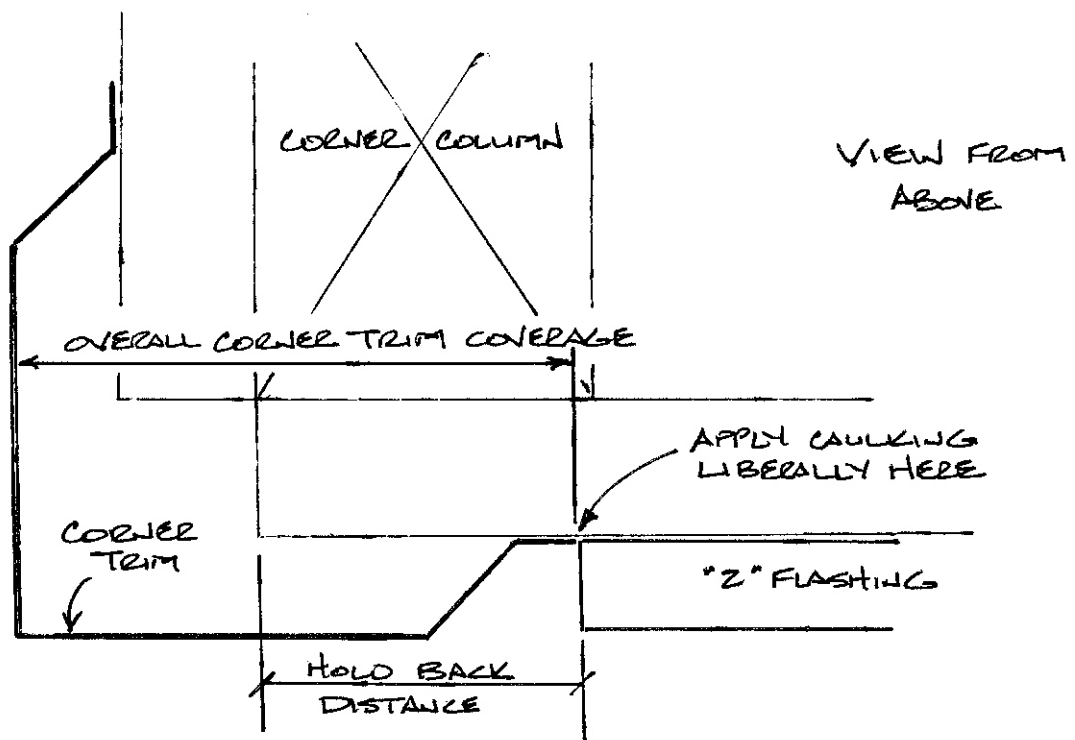 CORNER COLUMN
VIEW FROM
ABOVE
OVERALL CORNER TRIM COVERAGE
APPLY CAULKING
LIBERALLY HERE
CORNER
TRIM
"Z" FLASHING
HOLD BACK
DISTANCE